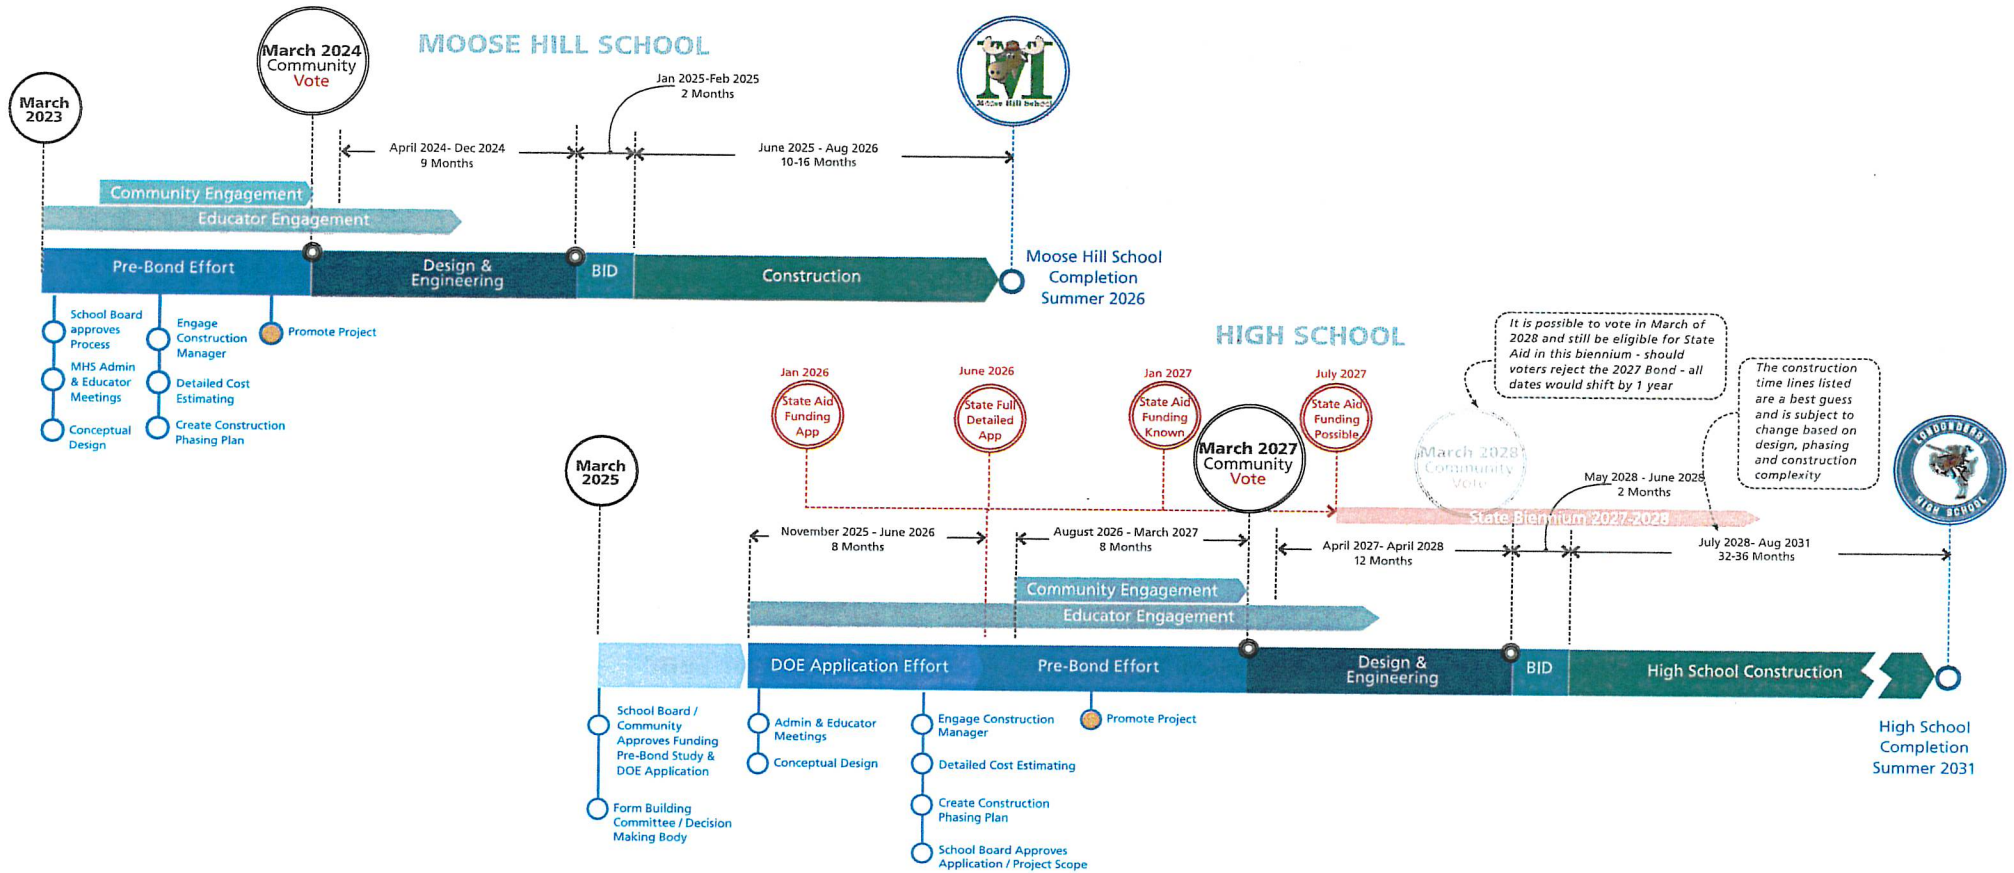 MOOSE HILL SCHOOL
March
2023
March 2024
Community
Vote
Jan 2025-Feb 2025
2 Months
Moose Hill School
April 2024- Dec 2024
9 Months
June 2025 - Aug 2026
10-16 Months
Community Engagement
Educator Engagement
Pre-Bond Effort
Design &
Engineering
BID
Construction
Moose Hill School
Completion
Summer 2026
School Board
approves
Process
MHS Admin
& Educator
Meetings
Conceptual
Design
Engage
Construction
Manager
Detailed Cost
Estimating
Create Construction
Phasing Plan
Promote Project
HIGH SCHOOL
It is possible to vote in March of
2028 and still be eligible for State
Aid in this biennium - should
voters reject the 2027 Bond - all
dates would shift by 1 year
The construction
time lines listed
are a best guess
and is subject to
change based on
design, phasing
and construction
complexity
Jan 2026
State Aid
Funding
App
June 2026
State Full
Detailed
App
Jan 2027
State Aid
Funding
Known
July 2027
State Aid
Funding
Possible
March
2025
March 2027
Community
Vote
March 2028
Community
Vote
LONDONDERRY
HIGH SCHOOL
May 2028 - June 2028
2 Months
State Biennium 2027-2028
November 2025 - June 2026
8 Months
August 2026 - March 2027
8 Months
April 2027- April 2028
12 Months
July 2028- Aug 2031
32-36 Months
Community Engagement
Educator Engagement
DOE Application Effort
Pre-Bond Effort
Design &
Engineering
BID
High School Construction
School Board /
Community
Approves Funding
Pre-Bond Study &
DOE Application
Form Building
Committee / Decision
Making Body
Admin & Educator
Meetings
Conceptual Design
Engage Construction
Manager
Detailed Cost Estimating
Create Construction
Phasing Plan
School Board Approves
Application / Project Scope
Promote Project
High School
Completion
Summer 2031